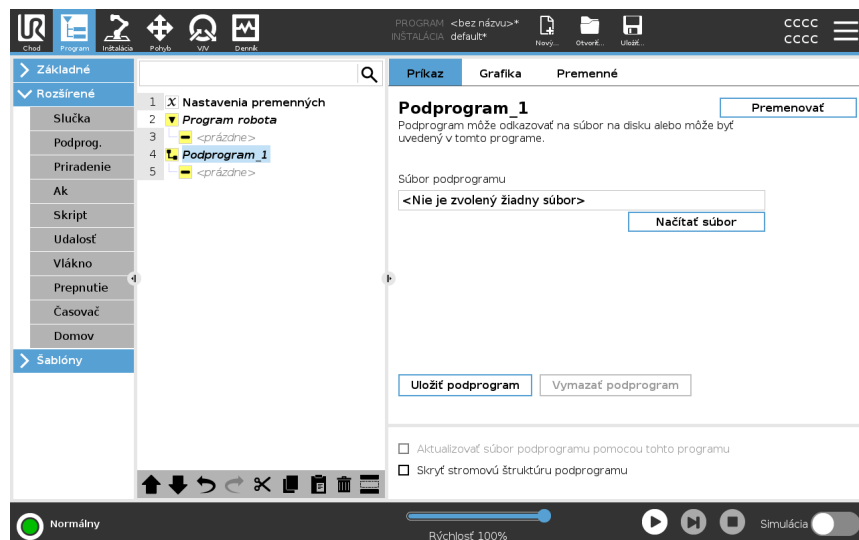 PROGRAM <bez názvu>*
INŠTALÁCIA default*
cccc
cccc
Chod Program Inštalácia Pohyb V/V Denník
Nový... Otvoriť... Uložiť...
Základné
Rozšírené
Slučka
Podprog.
Priradenie
Ak
Skript
Udalosť
Vlákno
Prepnutie
Časovač
Domov
Šablóny
1 X Nastavenia premenných
2 Program robota
3 <prázdne>
4 Podprogram_1
5 <prázdne>
Príkaz Grafika Premenné
Podprogram_1
Premenovať
Podprogram môže odkazovať na súbor na disku alebo môže byť
uvedený v tomto programe.
Súbor podprogramu
<Nie je zvolený žiadny súbor>
Načítať súbor
Uložiť podprogram Vymazať podprogram
Aktualizovať súbor podprogramu pomocou tohto programu
Skryť stromovú štruktúru podprogramu
Normálny
Rýchlosť 100%
Simulácia